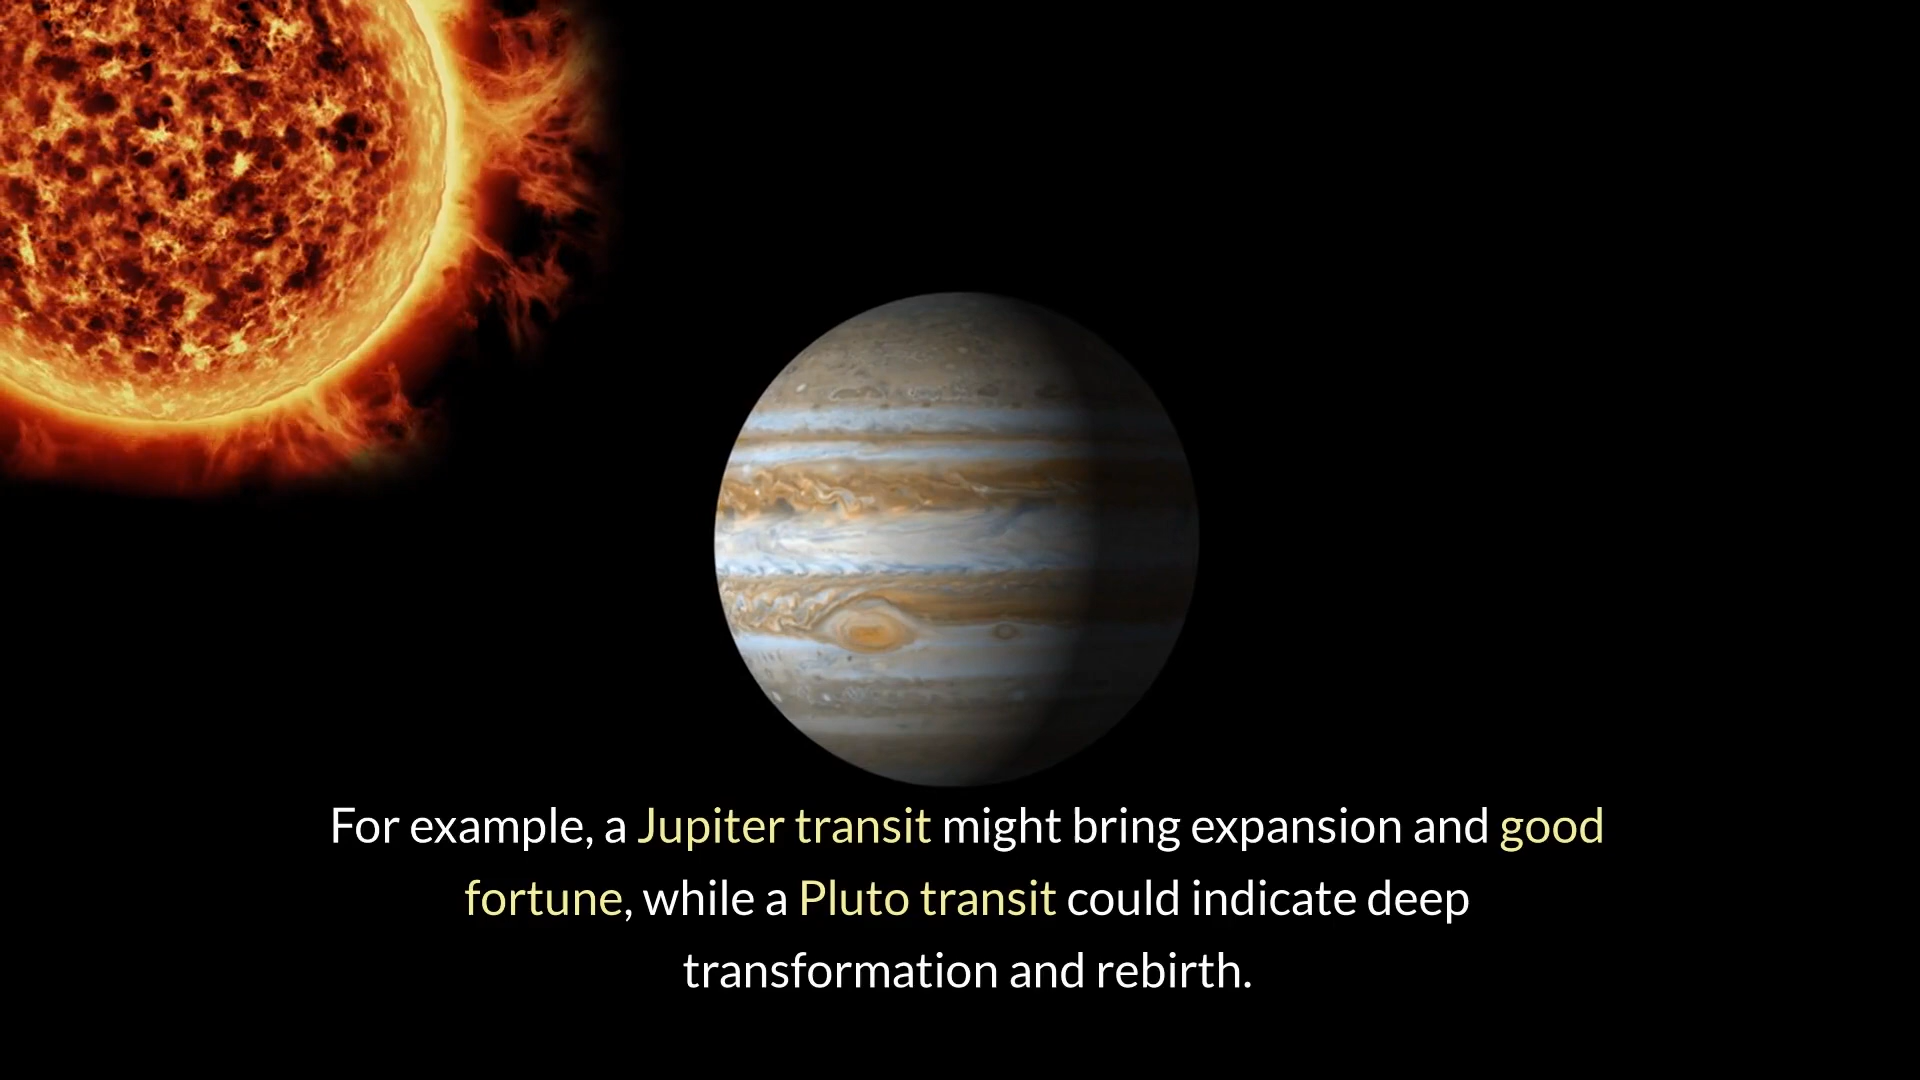 For example, a Jupiter transit might bring expansion and good
fortune, while a Pluto transit could indicate deep
transformation and rebirth.